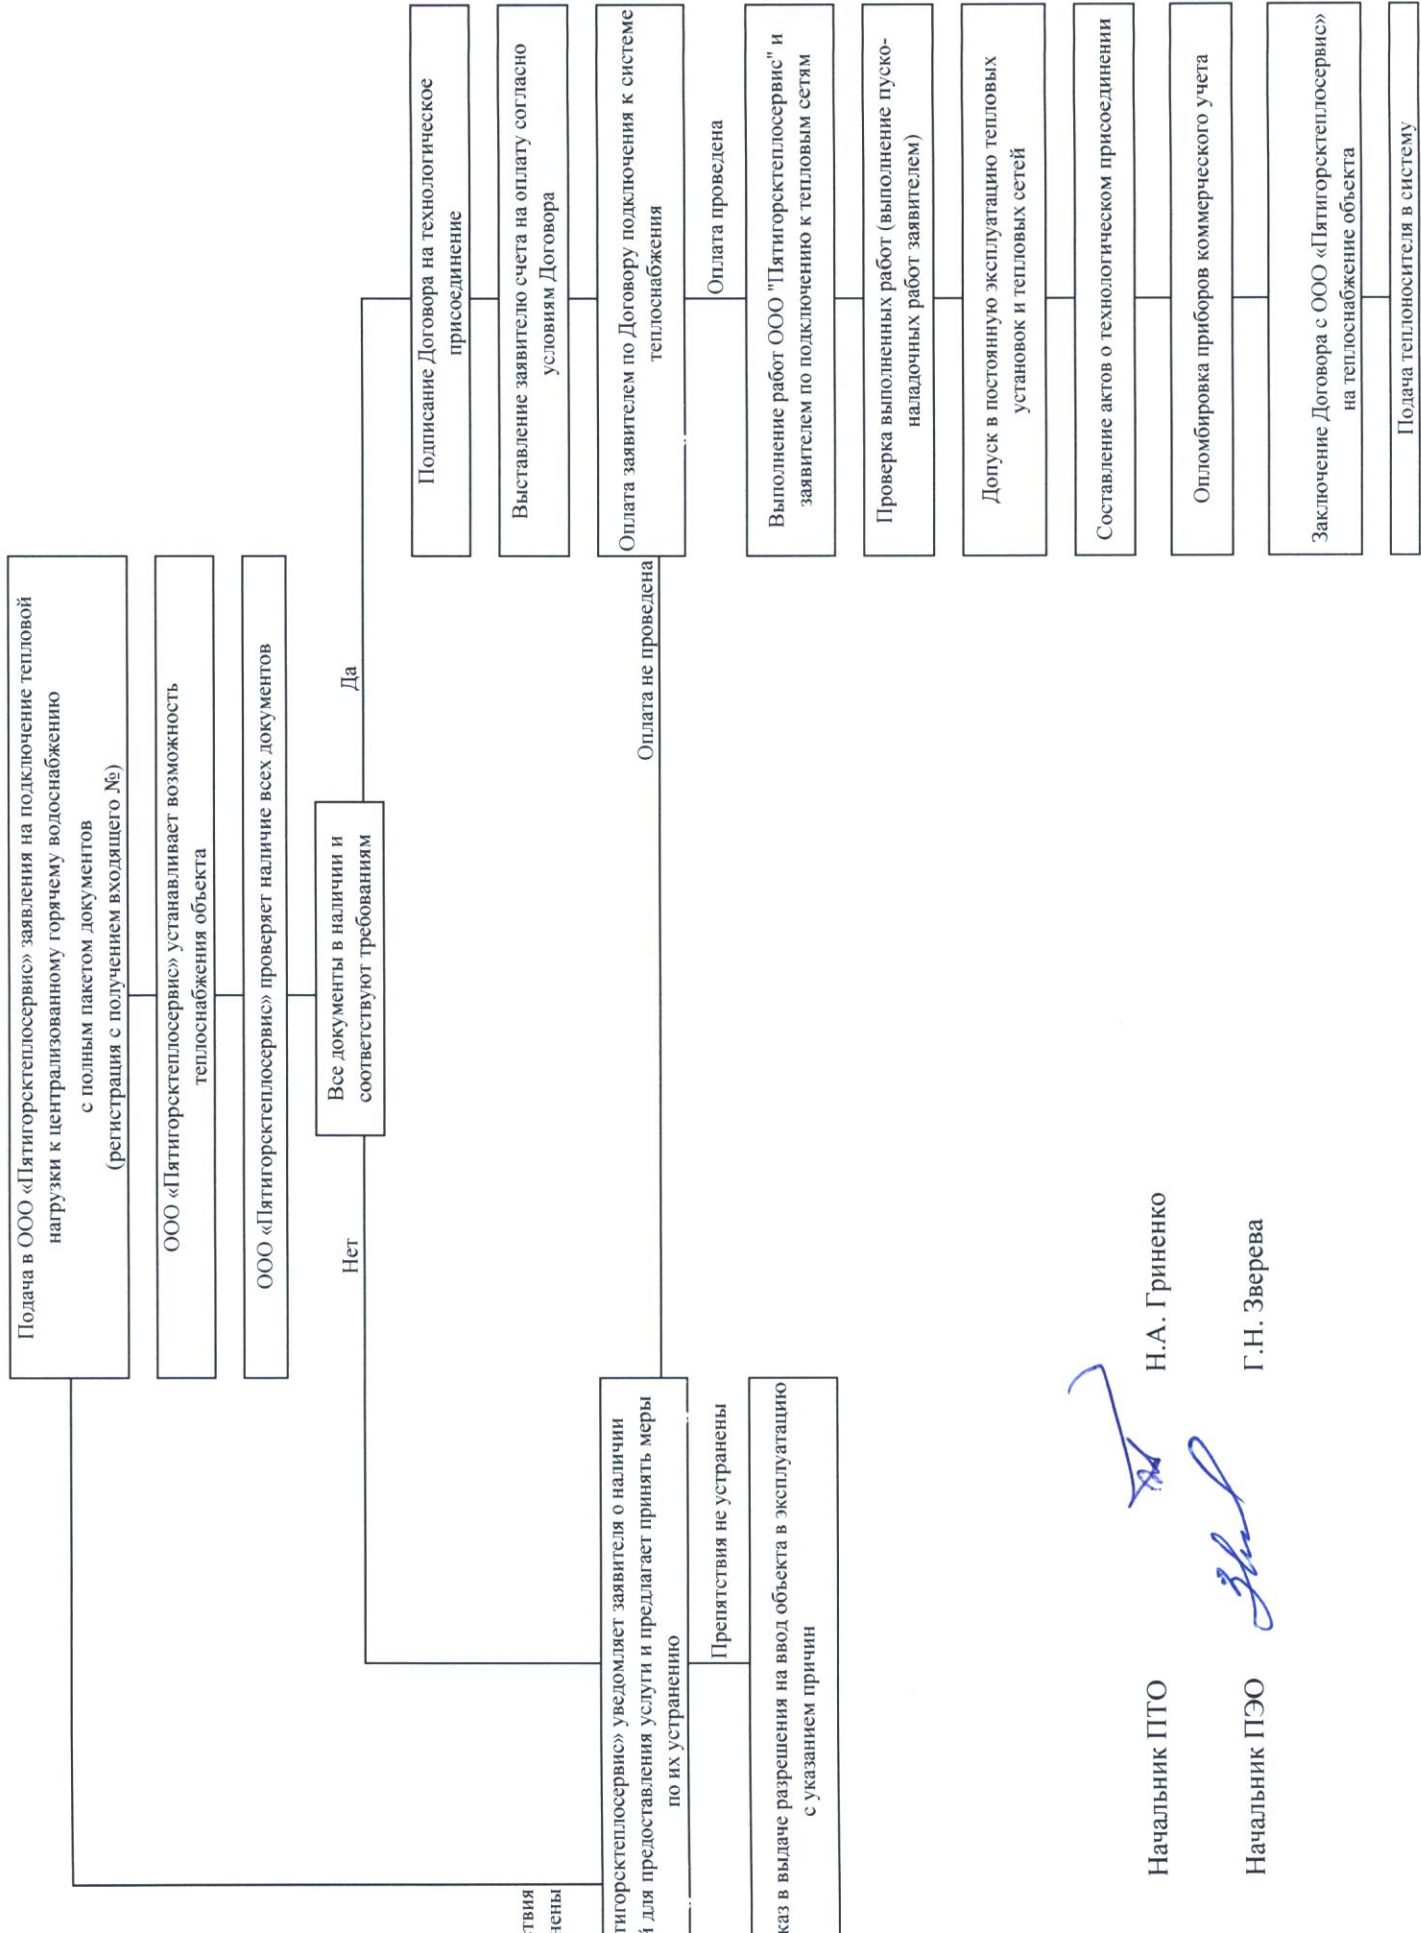 Подача в ООО «Пятигорсктеплосервис» заявления на подключение тепловой
нагрузки к централизованному горячему водоснабжению
с полным пакетом документов
(регистрация с получением входящего №)
ООО «Пятигорсктеплосервис» устанавливает возможность
теплоснабжения объекта
ООО «Пятигорсктеплосервис» проверяет наличие всех документов
Все документы в наличии и
соответствуют требованиям
Нет
Да
тигорсктеплосервис» уведомляет заявителя о наличии
й для предоставления услуги и предлагает принять меры
по их устранению
Препятствия не устранены
каз в выдаче разрешения на ввод объекта в эксплуатацию
с указанием причин
Подписание Договора на технологическое
присоединение
Выставление заявителю счета на оплату согласно
условиям Договора
Оплата заявителем по Договору подключения к системе
теплоснабжения
Оплата не проведена
Оплата проведена
Выполнение работ ООО "Пятигорсктеплосервис" и
заявителем по подключению к тепловым сетям
Проверка выполненных работ (выполнение пуско-
наладочных работ заявителем)
Допуск в постоянную эксплуатацию тепловых
установок и тепловых сетей
Составление актов о технологическом присоединении
Опломбировка приборов коммерческого учета
Заключение Договора с ООО «Пятигорсктеплосервис»
на теплоснабжение объекта
Подача теплоносителя в систему
Начальник ПТО Н.А. Гриненко
Начальник ПЭО Г.Н. Зверева